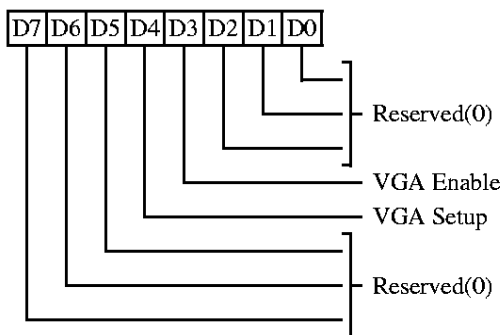 D7 D6 D5 D4 D3 D2 D1 D0
Reserved(0)
VGA Enable
VGA Setup
Reserved(0)